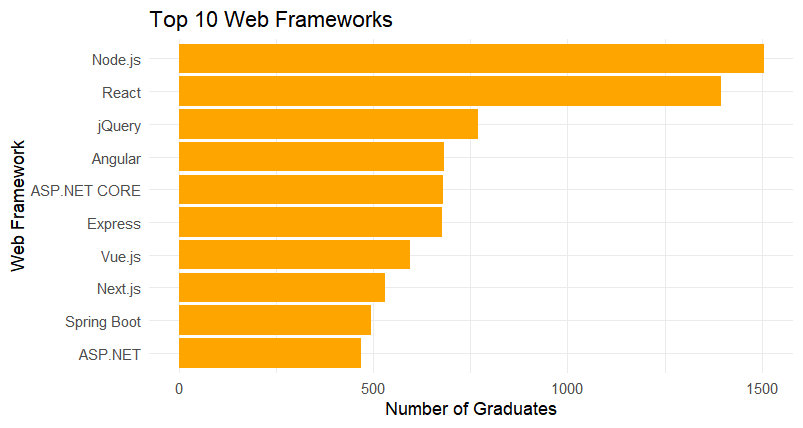 Top 10 Web Frameworks
Web Framework
Node.js
React
jQuery
Angular
ASP.NET CORE
Express
Vue.js
Next.js
Spring Boot
ASP.NET
0 500 1000 1500
Number of Graduates